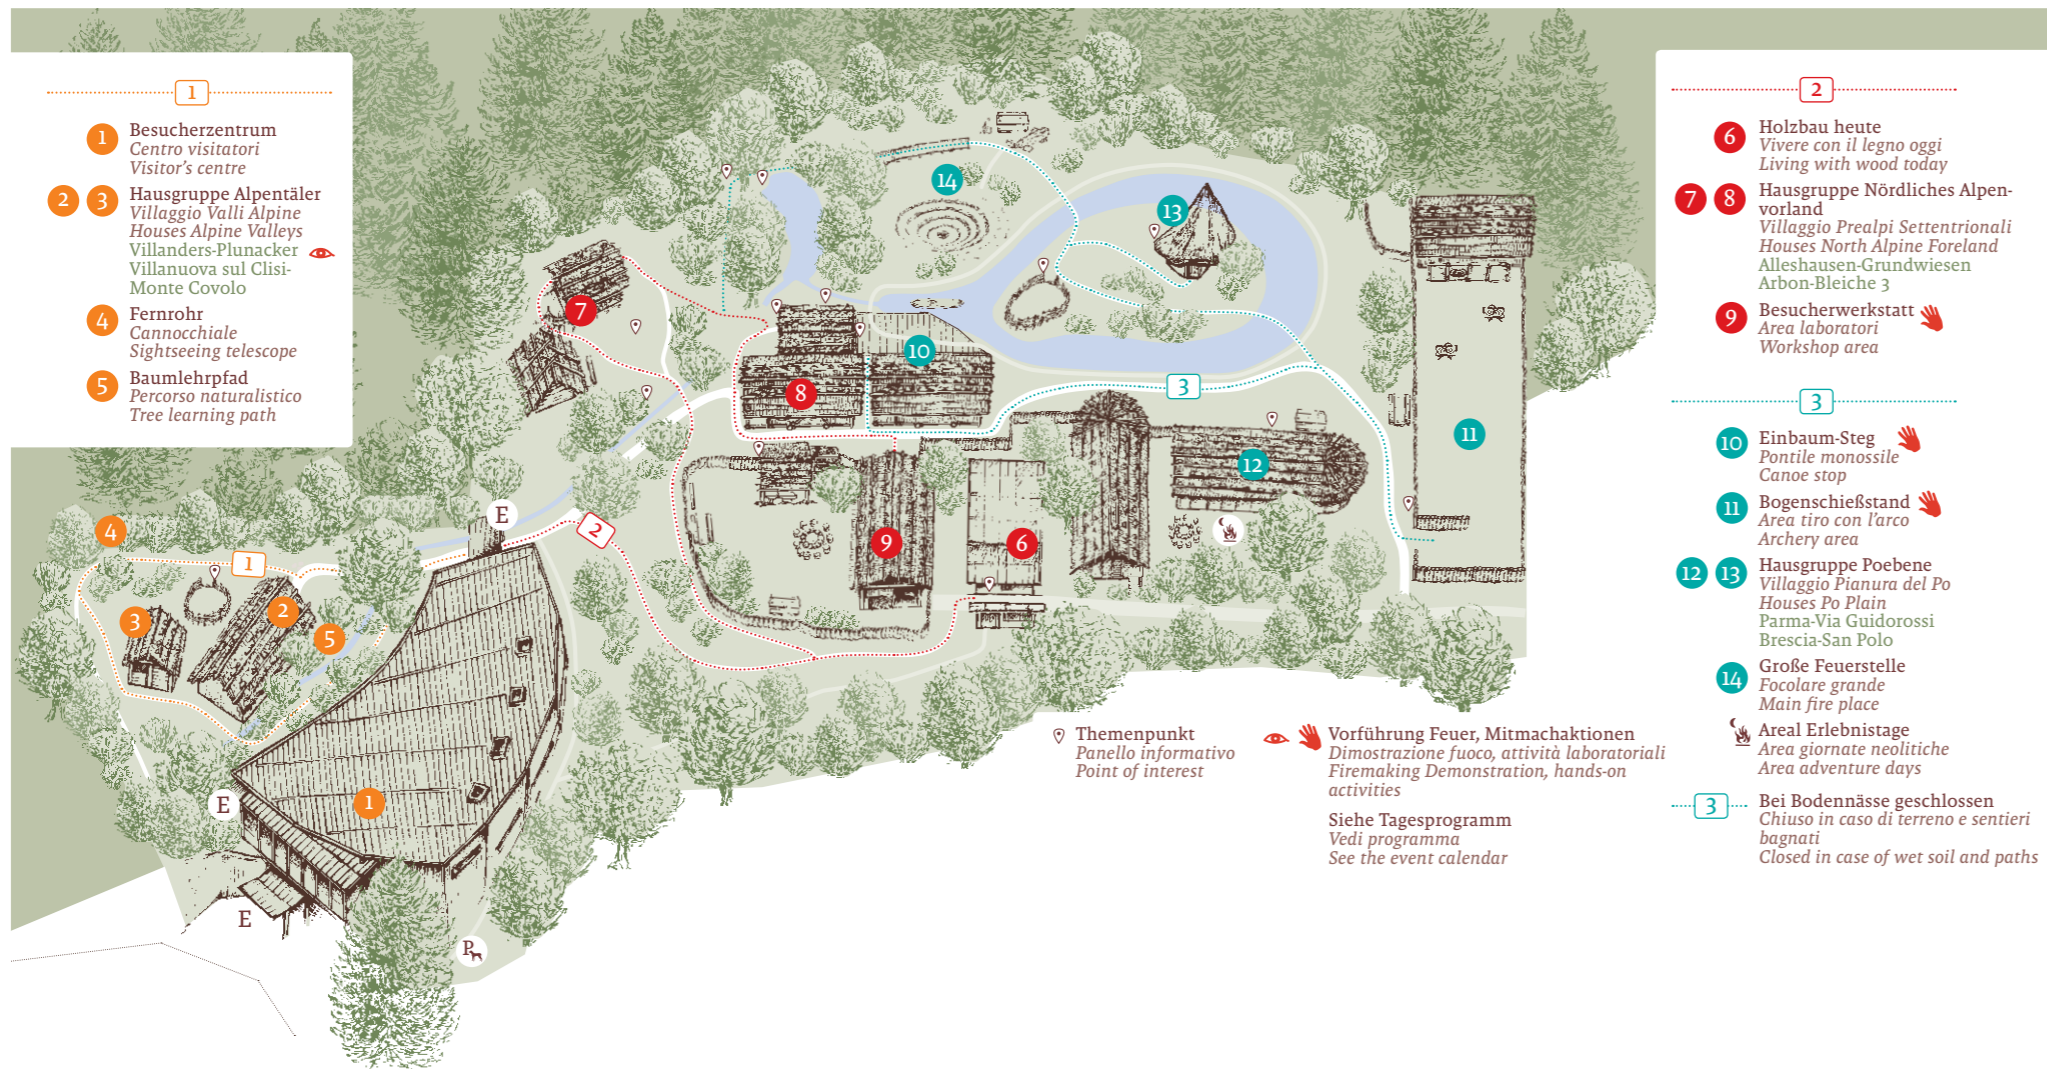 1
1
Besucherzentrum
Centro visitatori
Visitor's centre
2 3
Hausgruppe Alpentäler
Villaggio Valli Alpine
Houses Alpine Valleys
Villanders-Plunacker
Villanuova sul Clisi-
Monte Covolo
4
Fernrohr
Cannocchiale
Sightseeing telescope
5
Baumlehrpfad
Percorso naturalistico
Tree learning path
14
13
7
10
8
3
11
12
9
6
2
E
4
1
2
3
5
1
E
E
P
Themenpunkt
Panello informativo
Point of interest
Vorführung Feuer, Mitmachaktionen
Dimostrazione fuoco, attività laboratoriali
Firemaking Demonstration, hands-on
activities
Siehe Tagesprogramm
Vedi programma
See the event calendar
2
6
Holzbau heute
Vivere con il legno oggi
Living with wood today
7 8
Hausgruppe Nördliches Alpen-
vorland
Villaggio Prealpi Settentrionali
Houses North Alpine Foreland
Alleshausen-Grundwiesen
Arbon-Bleiche 3
9
Besucherwerkstatt
Area laboratori
Workshop area
3
10
Einbaum-Steg
Pontile monossile
Canoe stop
11
Bogenschießstand
Area tiro con l'arco
Archery area
12 13
Hausgruppe Poebene
Villaggio Pianura del Po
Houses Po Plain
Parma-Via Guidorossi
Brescia-San Polo
14
Große Feuerstelle
Focolare grande
Main fire place
Areal Erlebnistage
Area giornate neolitiche
Area adventure days
3
Bei Bodennässe geschlossen
Chiuso in caso di terreno e sentieri
bagnati
Closed in case of wet soil and paths